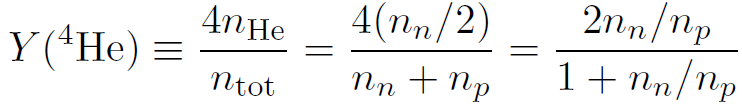 Y(⁴He) ≡ 4n_He / n_tot = 4(n_n/2) / (n_n + n_p) = (2n_n/n_p) / (1 + n_n/n_p)